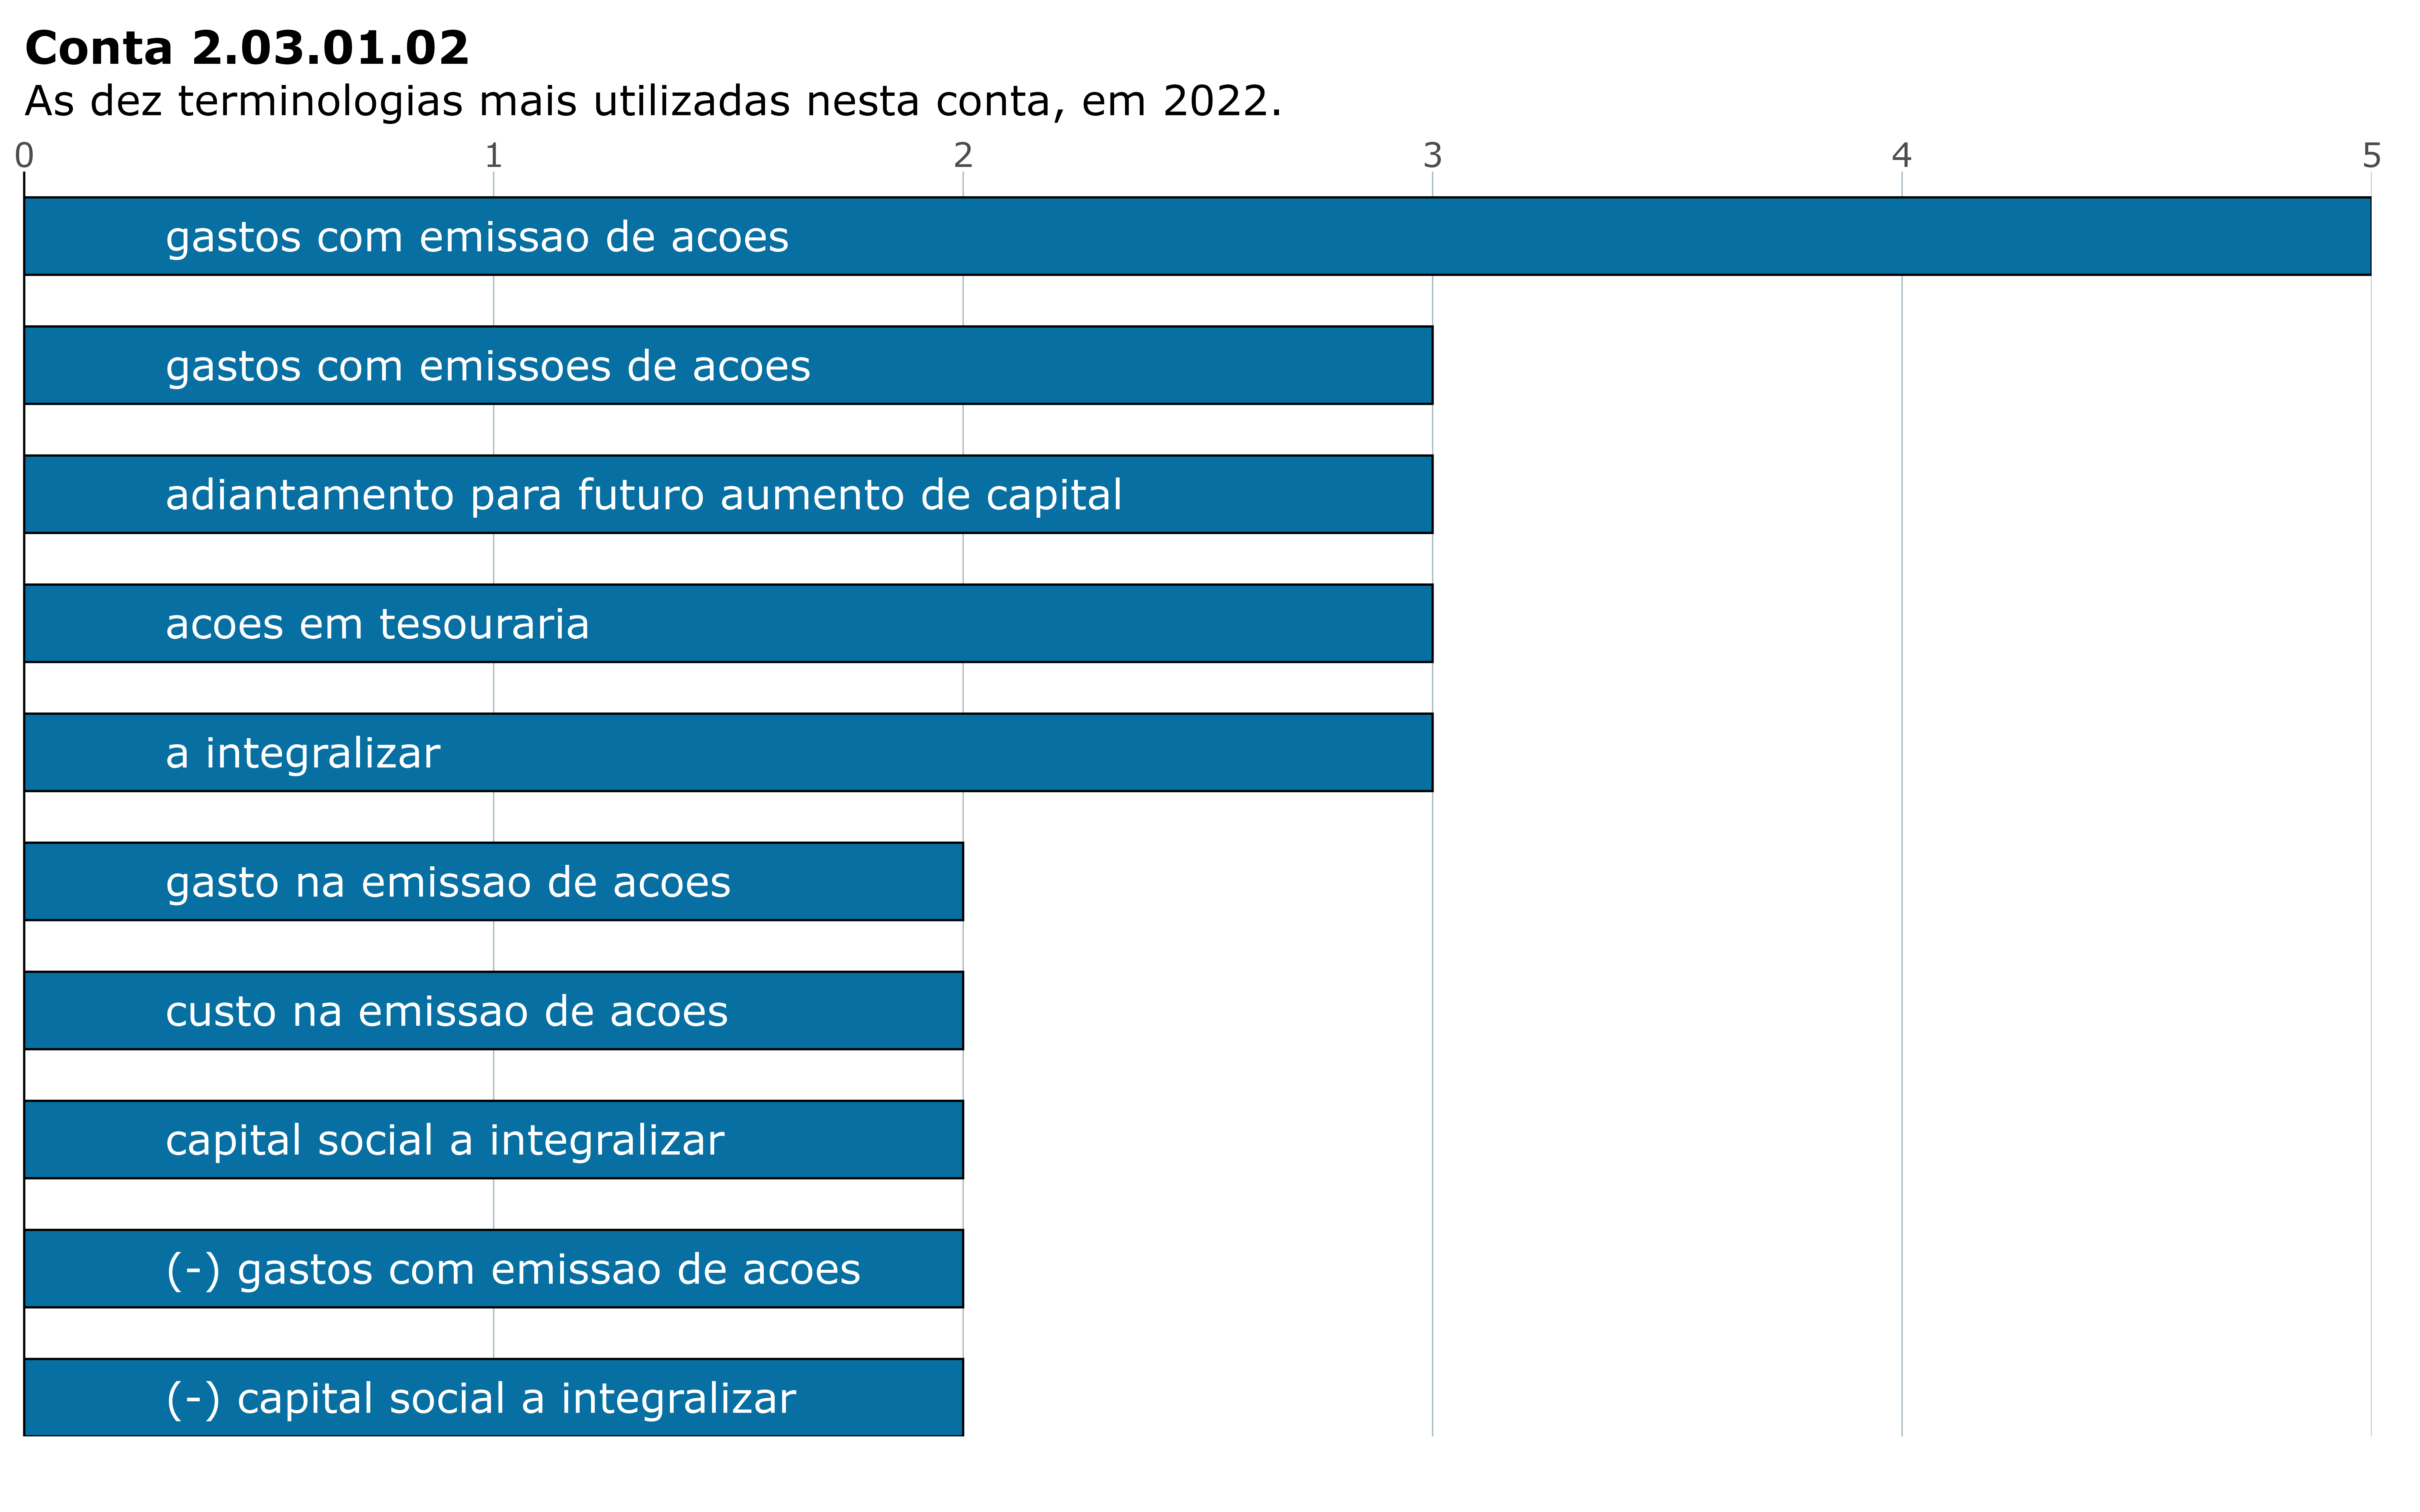 Conta 2.03.01.02
As dez terminologias mais utilizadas nesta conta, em 2022.
0 1 2 3 4 5
gastos com emissao de acoes
gastos com emissoes de acoes
adiantamento para futuro aumento de capital
acoes em tesouraria
a integralizar
gasto na emissao de acoes
custo na emissao de acoes
capital social a integralizar
(-) gastos com emissao de acoes
(-) capital social a integralizar